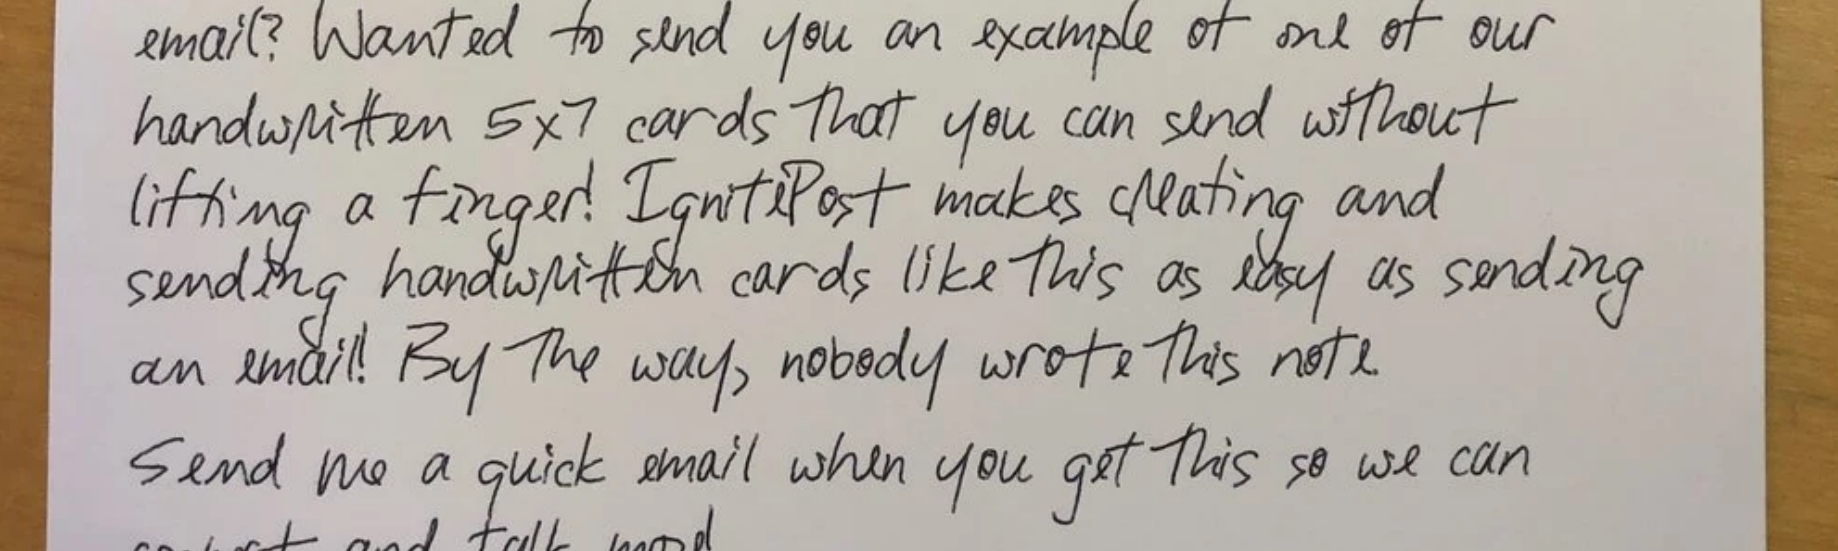 email? Wanted to send you an example of one of our
handwritten 5x7 cards that you can send without
lifting a finger! IgnitePost makes creating and
sending handwritten cards like this as easy as sending
an email! By the way, nobody wrote this note.
Send me a quick email when you get this so we can
and talk